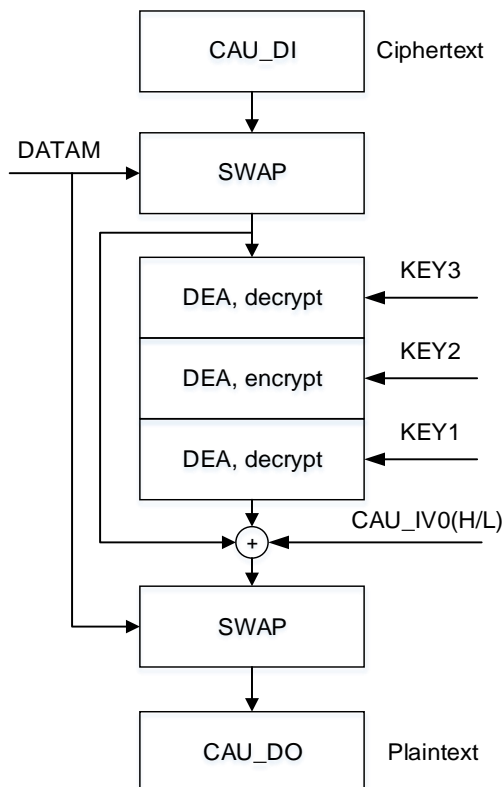 CAU_DI Ciphertext
DATAM
SWAP
KEY3
DEA, decrypt
KEY2
DEA, encrypt
KEY1
DEA, decrypt
CAU_IV0(H/L)
+
SWAP
CAU_DO Plaintext